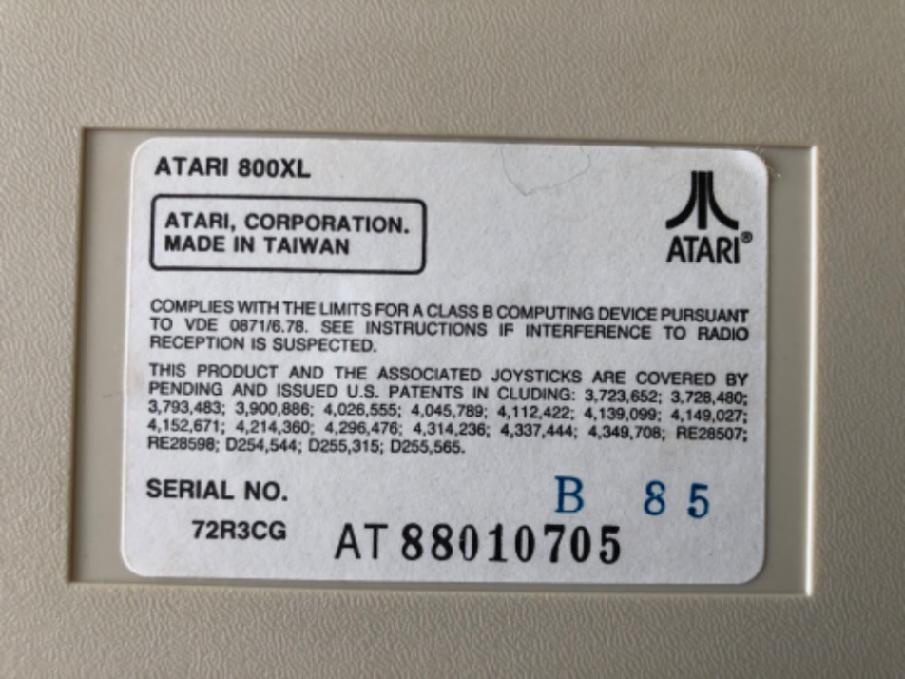 ATARI 800XL
ATARI, CORPORATION.
MADE IN TAIWAN
ATARI®
COMPLIES WITH THE LIMITS FOR A CLASS B COMPUTING DEVICE PURSUANT
TO VDE 0871/6.78. SEE INSTRUCTIONS IF INTERFERENCE TO RADIO
RECEPTION IS SUSPECTED.
THIS PRODUCT AND THE ASSOCIATED JOYSTICKS ARE COVERED BY
PENDING AND ISSUED U.S. PATENTS IN CLUDING: 3,723,652; 3,728,480;
3,793,483; 3,900,886; 4,026,555; 4,045,789; 4,112,422; 4,139,099; 4,149,027;
4,152,671; 4,214,360; 4,296,476; 4,314,236; 4,337,444; 4,349,708; RE28507;
RE28598; D254,544; D255,315; D255,565.
SERIAL NO.
B 85
72R3CG
AT 88010705